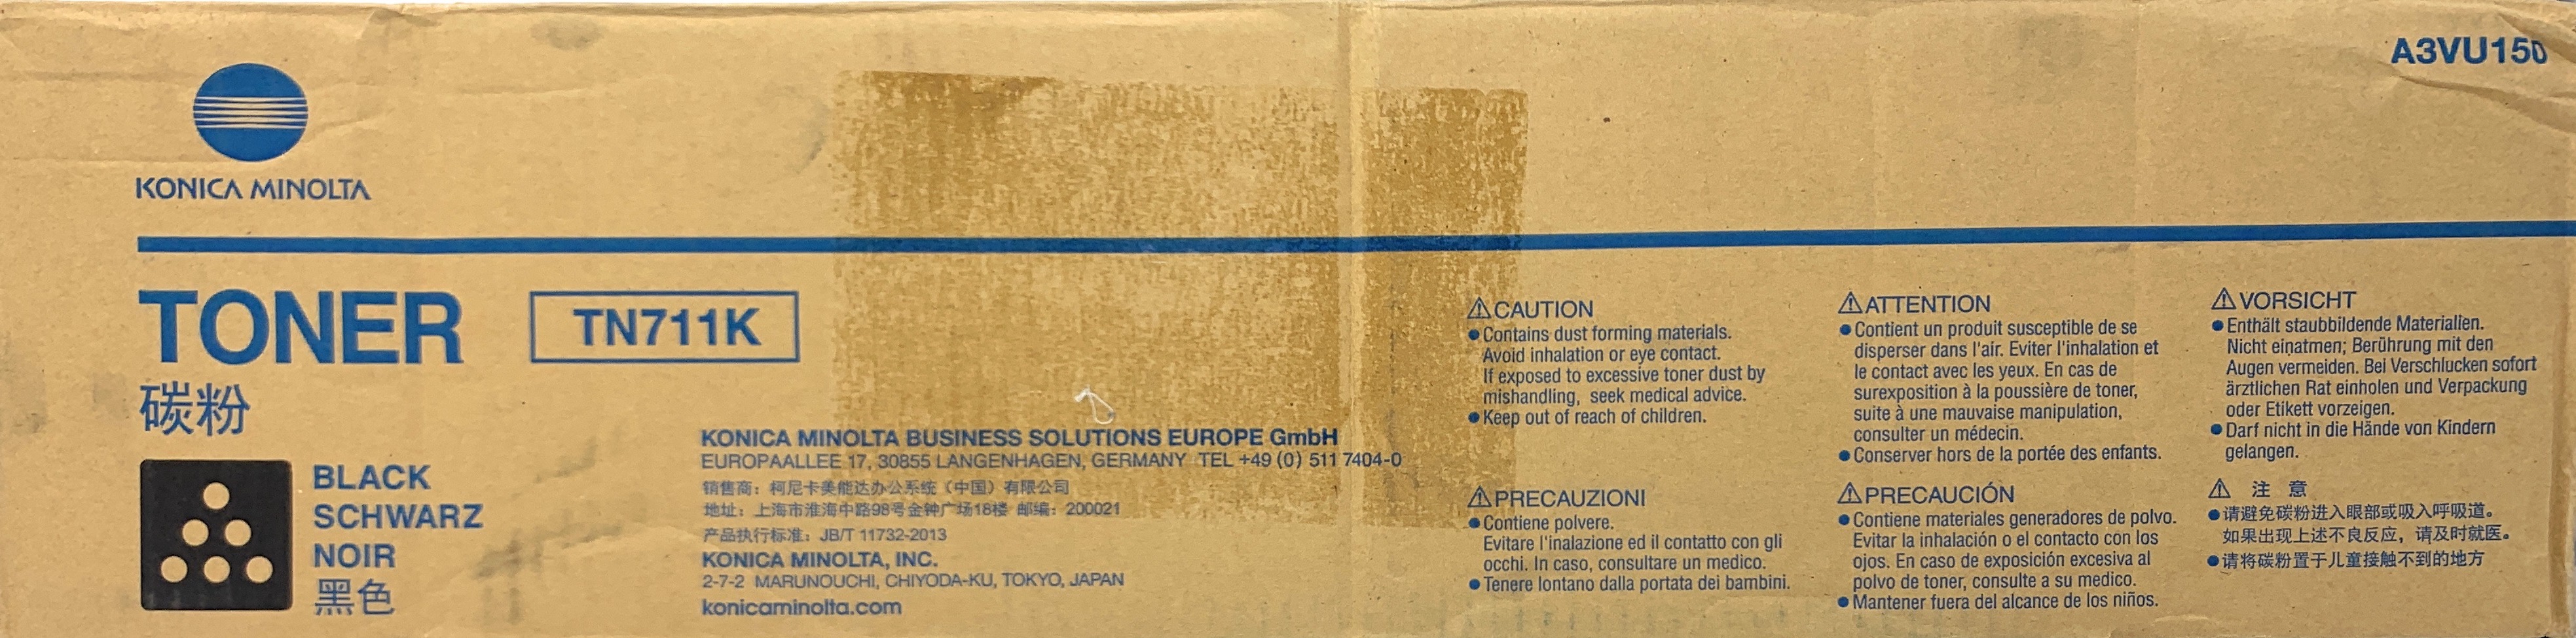 KONICA MINOLTA
A3VU150
TONER
TN711K
碳粉
BLACK
SCHWARZ
NOIR
黑色
KONICA MINOLTA BUSINESS SOLUTIONS EUROPE GmbH
EUROPAALLEE 17, 30855 LANGENHAGEN, GERMANY TEL +49 (0) 511 7404-0
销售商：柯尼卡美能达办公系统（中国）有限公司
地址：上海市淮海中路98号金钟广场18楼 邮编：200021
产品执行标准：JB/T 11732-2013
KONICA MINOLTA, INC.
2-7-2 MARUNOUCHI, CHIYODA-KU, TOKYO, JAPAN
konicaminolta.com
⚠CAUTION
● Contains dust forming materials.
Avoid inhalation or eye contact.
If exposed to excessive toner dust by
mishandling, seek medical advice.
● Keep out of reach of children.
⚠PRECAUZIONI
● Contiene polvere.
Evitare l'inalazione ed il contatto con gli
occhi. In caso, consultare un medico.
● Tenere lontano dalla portata dei bambini.
⚠ATTENTION
● Contient un produit susceptible de se
disperser dans l'air. Eviter l'inhalation et
le contact avec les yeux. En cas de
surexposition à la poussière de toner,
suite à une mauvaise manipulation,
consulter un médecin.
● Conserver hors de la portée des enfants.
⚠PRECAUCIÓN
● Contiene materiales generadores de polvo.
Evitar la inhalación o el contacto con los
ojos. En caso de exposición excesiva al
polvo de toner, consulte a su medico.
● Mantener fuera del alcance de los niños.
⚠VORSICHT
● Enthält staubbildende Materialien.
Nicht einatmen; Berührung mit den
Augen vermeiden. Bei Verschlucken sofort
ärztlichen Rat einholen und Verpackung
oder Etikett vorzeigen.
● Darf nicht in die Hände von Kindern
gelangen.
⚠ 注 意
● 请避免碳粉进入眼部或吸入呼吸道。
如果出现上述不良反应，请及时就医。
● 请将碳粉置于儿童接触不到的地方